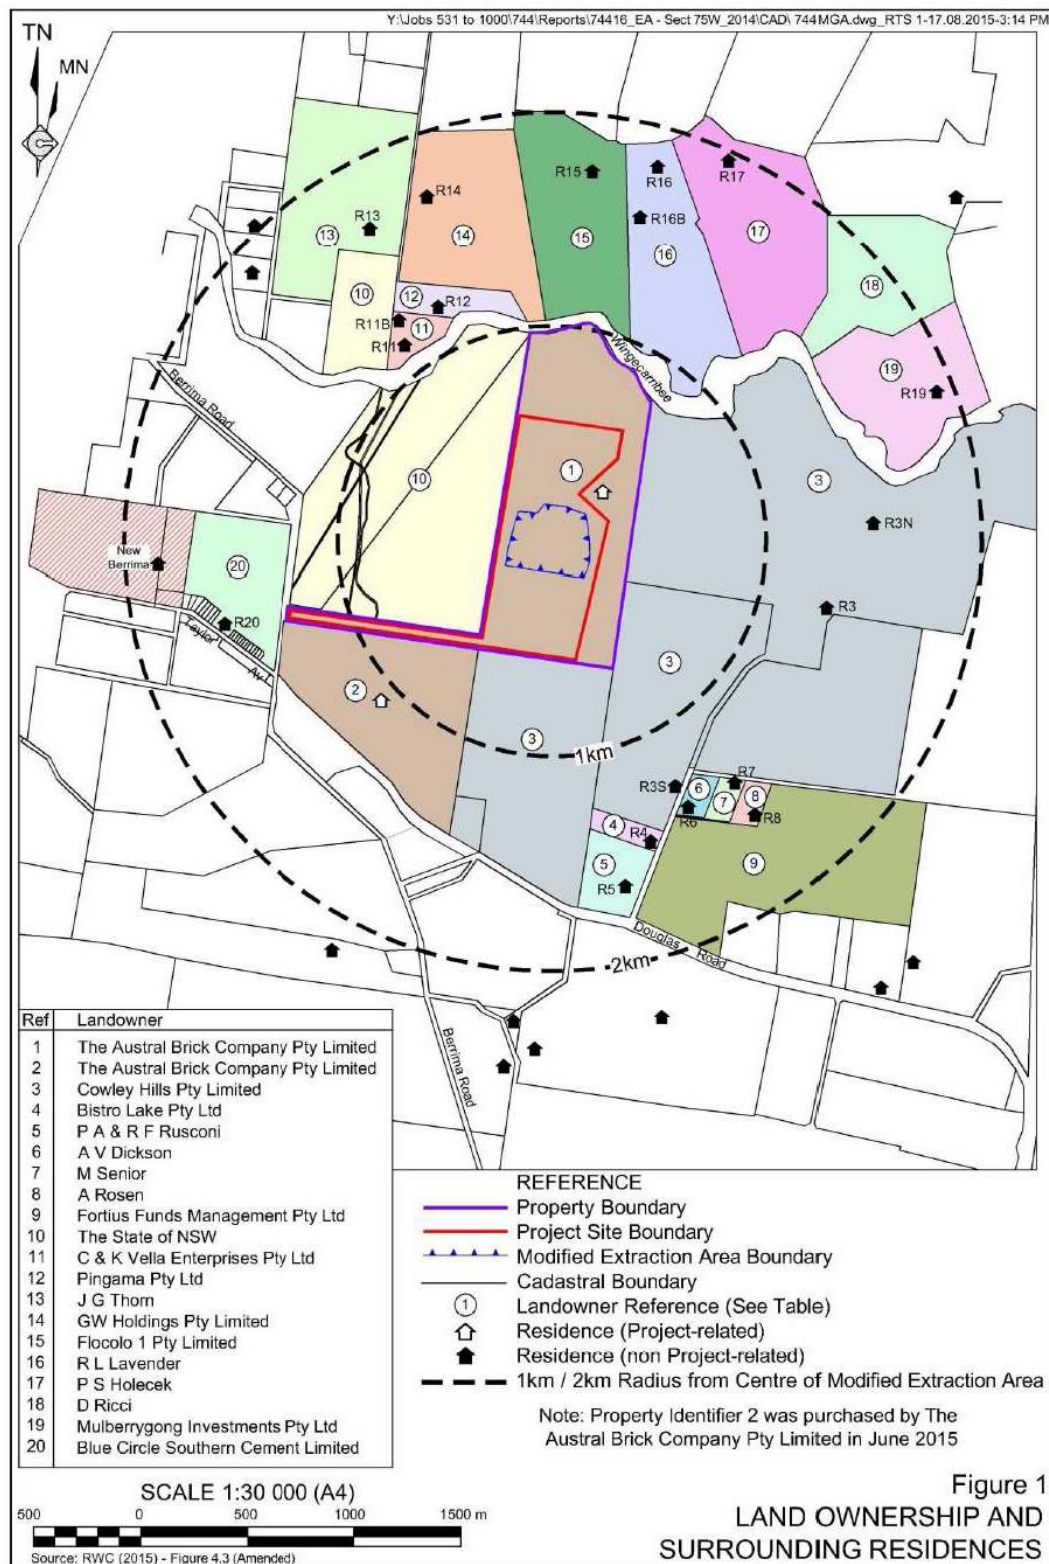 Y:\Jobs 531 to 1000\744\Reports\74416_EA - Sect 75W_2014\CAD\ 744MGA.dwg_RTS 1-17.08.2015-3:14 PM
TN
MN
R15
R16
R17
R14
R13
R16B
13
14
15
16
17
18
10
12
R12
R11B
11
R11
Wingecarribee
19
R19
Berrima Road
10
1
3
R3N
New
Berrima
20
R20
R3
Taylor
Av
2
3
3
1km
R3S
R7
6
7
8
R6
R8
4
R4
5
R5
9
Douglas
Road
2km
Berrima Road
Ref Landowner
1 The Austral Brick Company Pty Limited
2 The Austral Brick Company Pty Limited
3 Cowley Hills Pty Limited
4 Bistro Lake Pty Ltd
5 P A & R F Rusconi
6 A V Dickson
7 M Senior
8 A Rosen
9 Fortius Funds Management Pty Ltd
10 The State of NSW
11 C & K Vella Enterprises Pty Ltd
12 Pingama Pty Ltd
13 J G Thorn
14 GW Holdings Pty Limited
15 Flocolo 1 Pty Limited
16 R L Lavender
17 P S Holecek
18 D Ricci
19 Mulberrygong Investments Pty Ltd
20 Blue Circle Southern Cement Limited
REFERENCE
Property Boundary
Project Site Boundary
Modified Extraction Area Boundary
Cadastral Boundary
1 Landowner Reference (See Table)
Residence (Project-related)
Residence (non Project-related)
1km / 2km Radius from Centre of Modified Extraction Area
Note: Property Identifier 2 was purchased by The
Austral Brick Company Pty Limited in June 2015
SCALE 1:30 000 (A4)
500 0 500 1000 1500 m
Source: RWC (2015) - Figure 4.3 (Amended)
Figure 1
LAND OWNERSHIP AND
SURROUNDING RESIDENCES